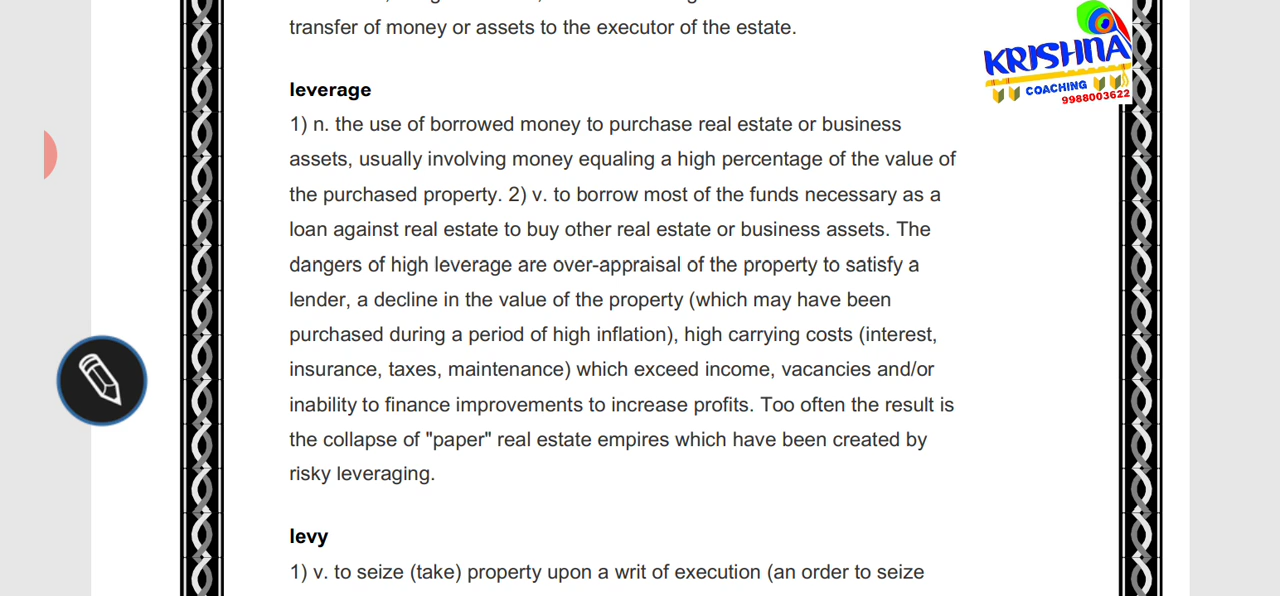 transfer of money or assets to the executor of the estate.
KRISHNA
COACHING
9988003622
leverage
1) n. the use of borrowed money to purchase real estate or business
assets, usually involving money equaling a high percentage of the value of
the purchased property. 2) v. to borrow most of the funds necessary as a
loan against real estate to buy other real estate or business assets. The
dangers of high leverage are over-appraisal of the property to satisfy a
lender, a decline in the value of the property (which may have been
purchased during a period of high inflation), high carrying costs (interest,
insurance, taxes, maintenance) which exceed income, vacancies and/or
inability to finance improvements to increase profits. Too often the result is
the collapse of "paper" real estate empires which have been created by
risky leveraging.
levy
1) v. to seize (take) property upon a writ of execution (an order to seize